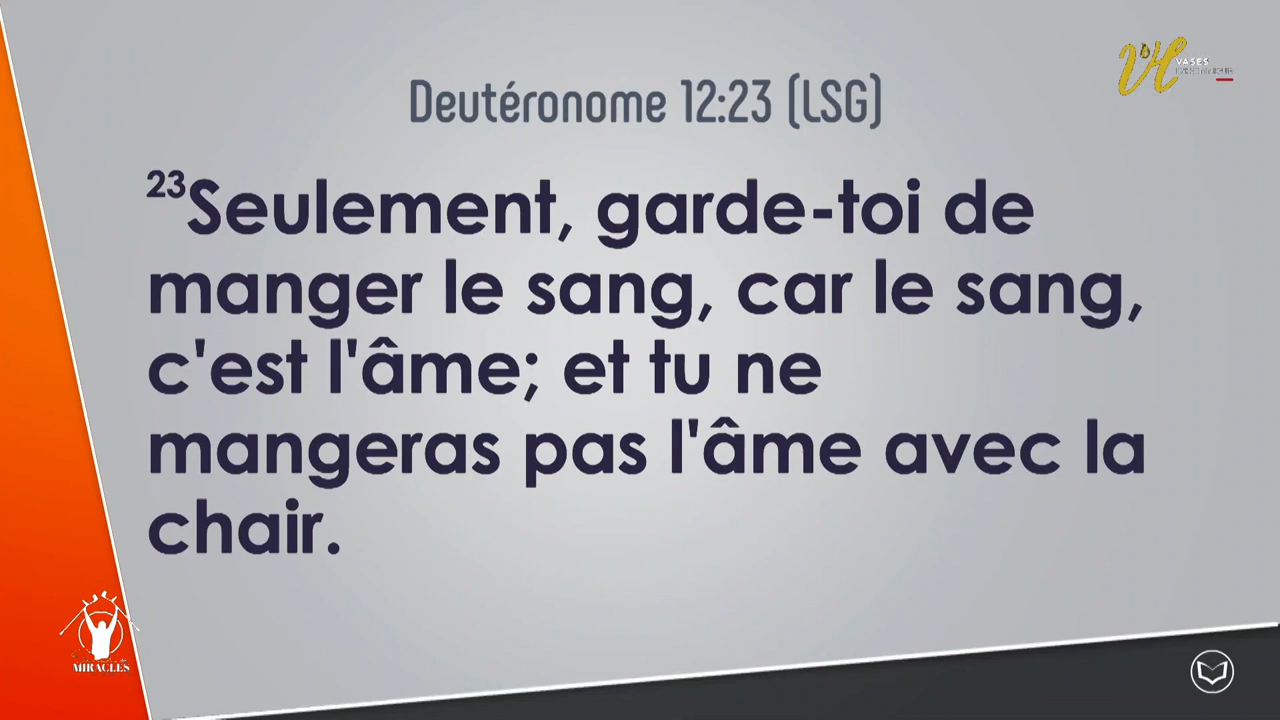 VASES
Deutéronome 12:23 (LSG)
23Seulement, garde-toi de
manger le sang, car le sang,
c'est l'âme; et tu ne
mangeras pas l'âme avec la
chair.
MIRACLES